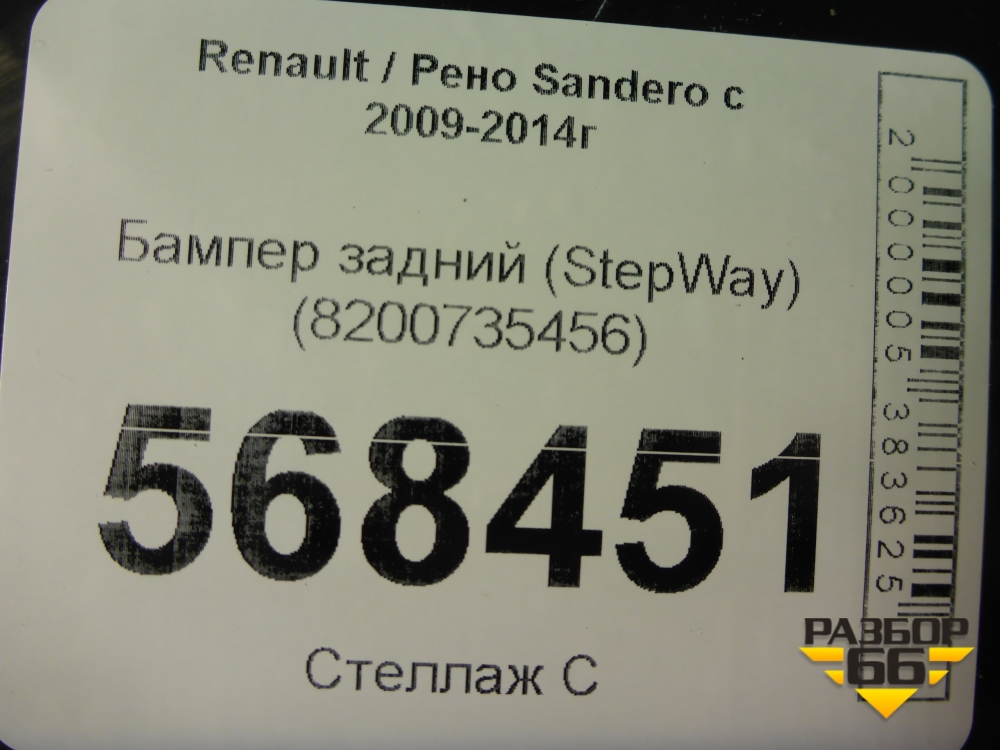 Renault / Рено Sandero с
2009-2014г
Бампер задний (StepWay)
(8200735456)
568451
Стеллаж С
2000005383625
РАЗБОР
66